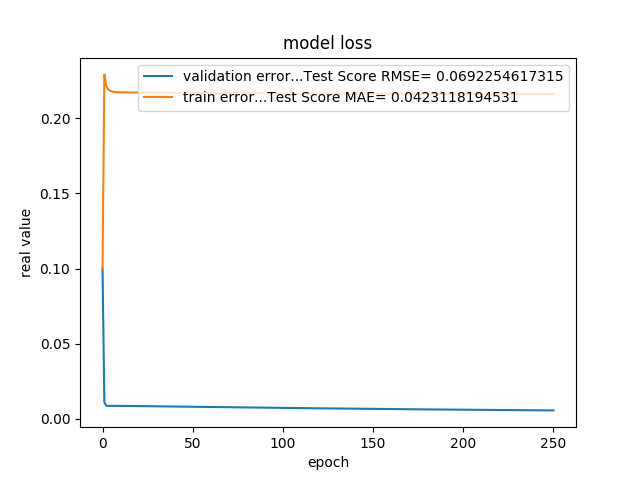 model loss
validation error...Test Score RMSE= 0.0692254617315
train error...Test Score MAE= 0.0423118194531
real value
0.20
0.15
0.10
0.05
0.00
0 50 100 150 200 250
epoch